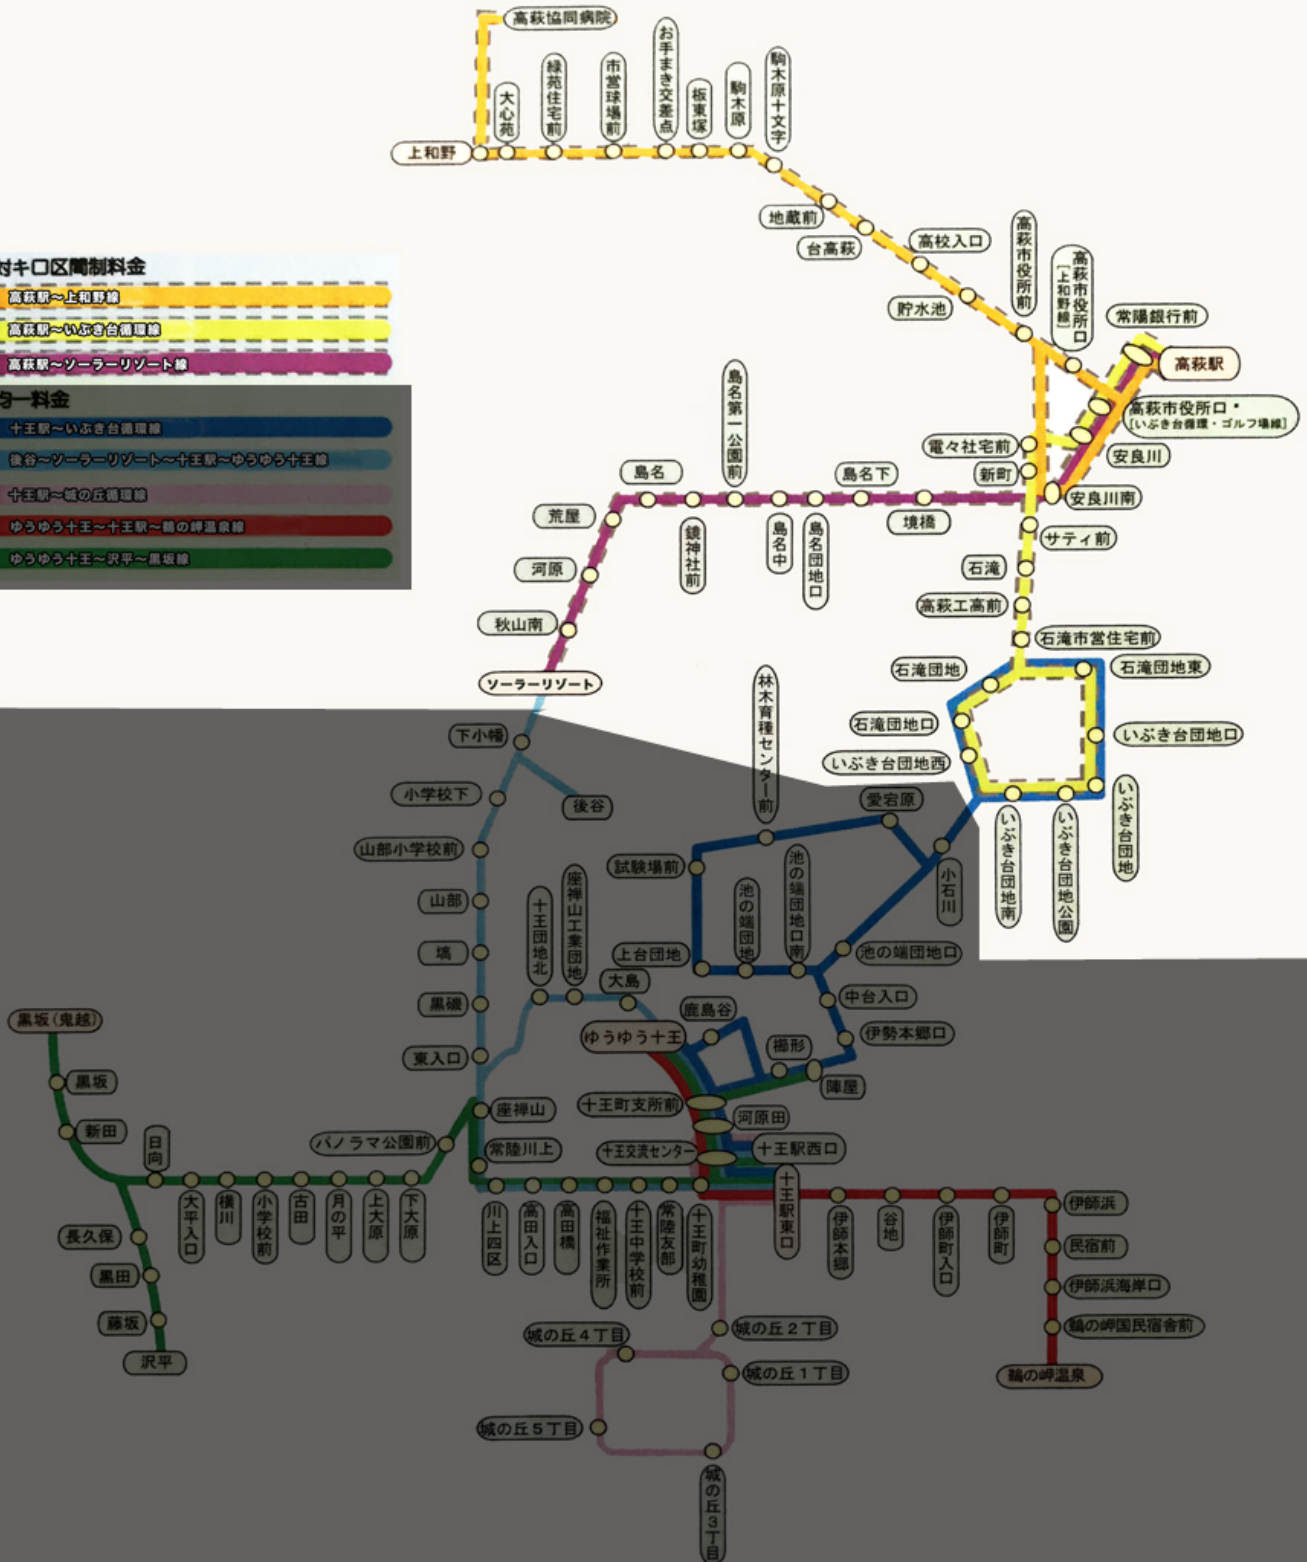 高萩協同病院
大心苑
緑苑住宅前
市営球場前
お手まき交差点
板東塚
駒木原
駒木原十文字
上和野
地蔵前
台高萩
高校入口
貯水池
高萩市役所前
高萩市役所口
[上和野線]
常陽銀行前
高萩駅
高萩市役所口・
[いぶき台循環・ゴルフ場線]
安良川
電々社宅前
新町
安良川南
対キロ区間制料金
高萩駅～上和野線
高萩駅～いぶき台循環線
高萩駅～ソーラーリゾート線
均一料金
十王駅～いぶき台循環線
後谷～ソーラーリゾート～十王駅～ゆうゆう十王線
十王駅～城の丘循環線
ゆうゆう十王～十王駅～鵜の岬温泉線
ゆうゆう十王～沢平～黒坂線
島名第一公園前
島名
島名下
荒屋
鏡神社前
島名中
島名団地口
境橋
サティ前
河原
石滝
高萩工高前
秋山南
石滝市営住宅前
ソーラーリゾート
石滝団地
石滝団地東
石滝団地口
いぶき台団地口
いぶき台団地西
いぶき台団地
いぶき台団地南
いぶき台団地公園
林木育種センター前
下小幡
小学校下
後谷
愛宕原
山部小学校前
試験場前
小石川
山部
十王団地北
座禅山工業団地
池の端団地
池の端団地口南
塙
上台団地
池の端団地口
大島
黒磯
中台入口
鹿島谷
黒坂(鬼越)
ゆうゆう十王
伊勢本郷口
東入口
櫛形
黒坂
陣屋
座禅山
十王町支所前
新田
河原田
日向
パノラマ公園前
常陸川上
十王交流センター
十王駅西口
大平入口
横川
小学校前
古田
月の平
上大原
下大原
川上四区
高田入口
高田橋
福祉作業所
十王中学校前
常陸友部
十王町幼稚園
十王駅東口
伊師本郷
谷地
伊師町入口
伊師町
伊師浜
長久保
民宿前
黒田
伊師浜海岸口
藤坂
鵜の岬国民宿舎前
沢平
鵜の岬温泉
城の丘4丁目
城の丘2丁目
城の丘1丁目
城の丘5丁目
城の丘3丁目